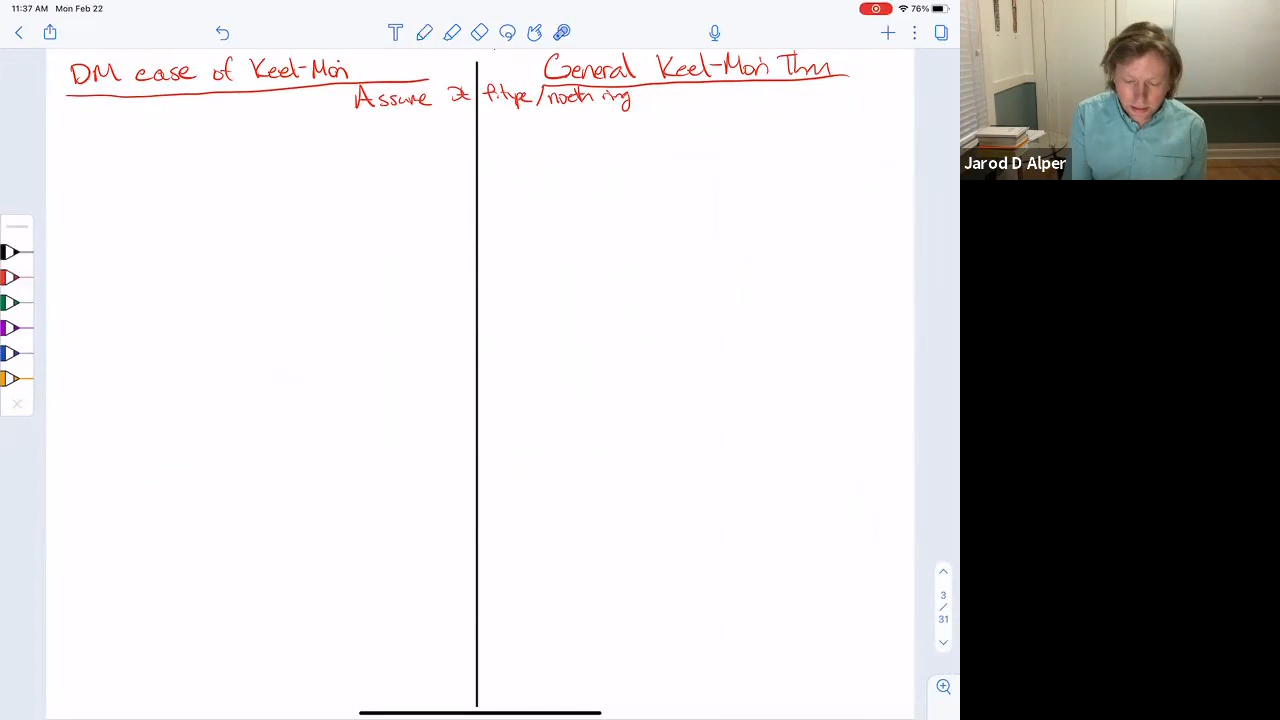 11:37 AM Mon Feb 22
76%
DM case of Keel-Mori
General Keel-Mori Thm
Assume X f.type/noeth ring
Jarod D Alper
3
/
31